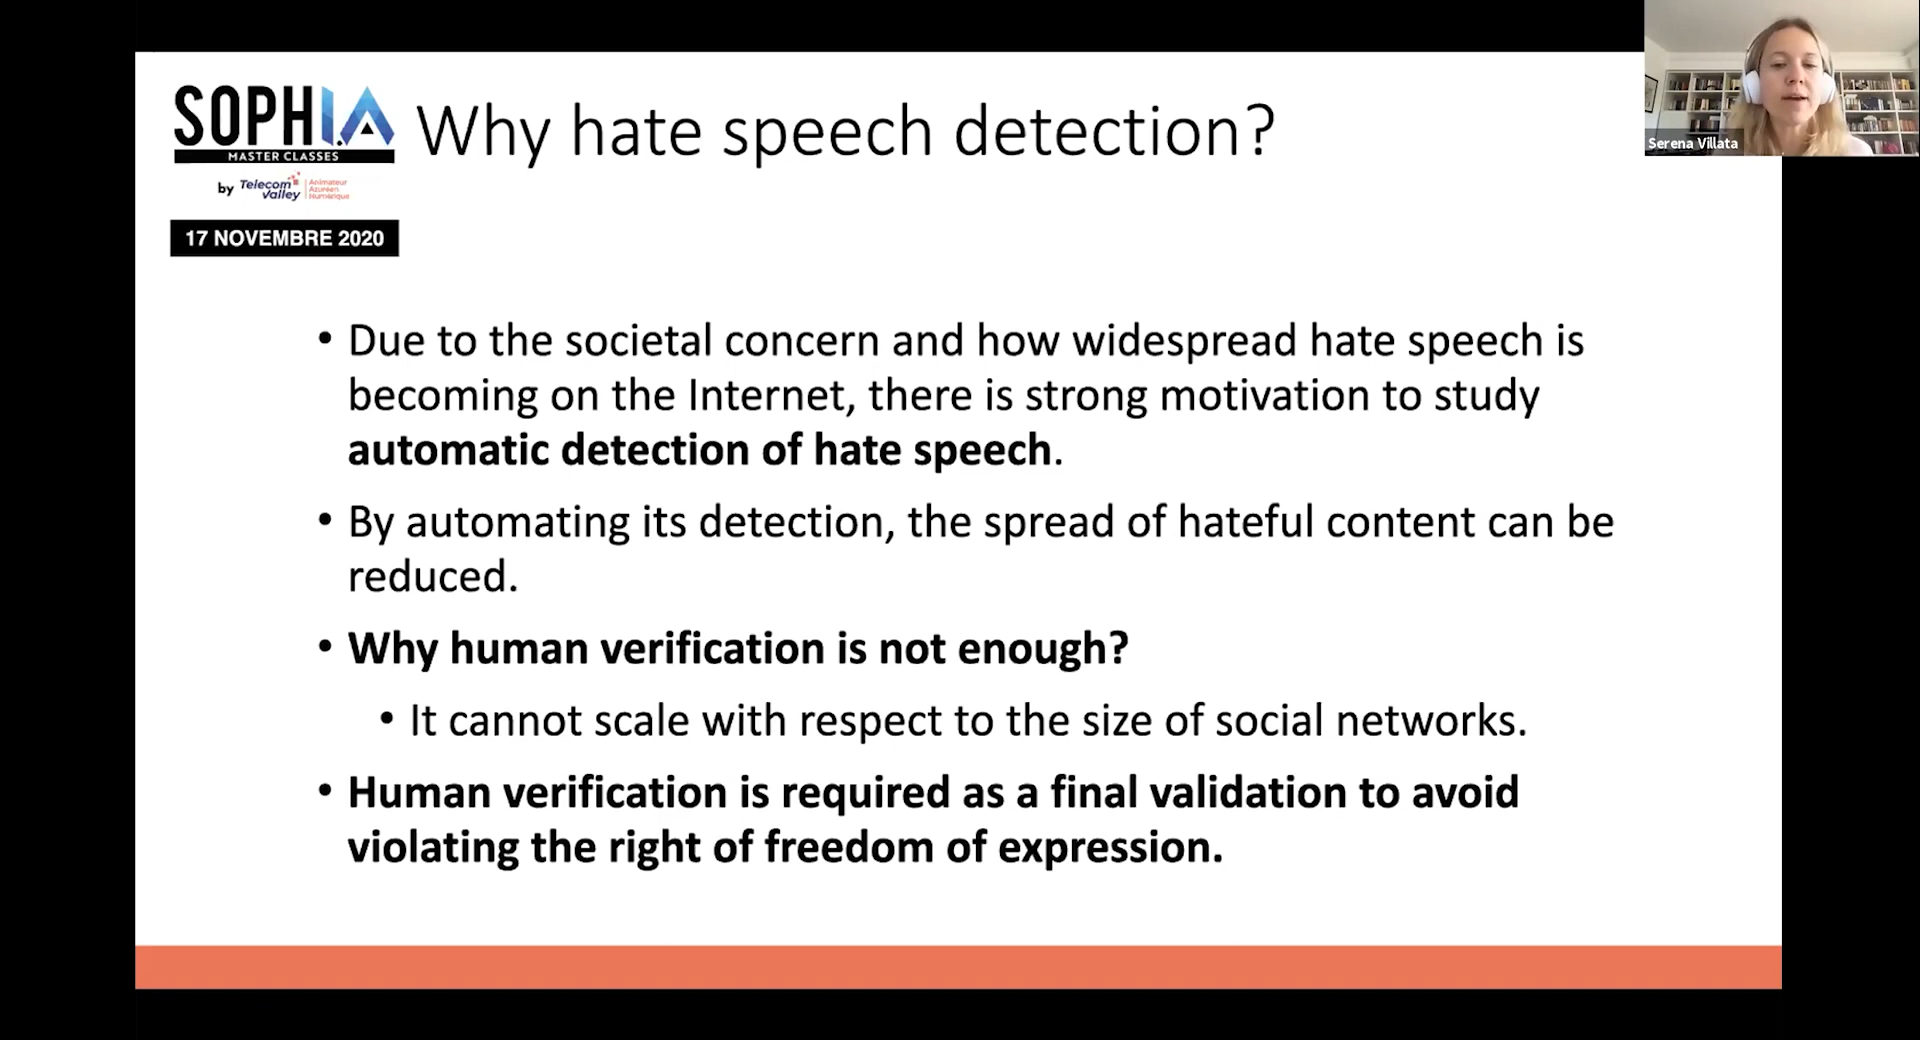 SOPHI.A
MASTER CLASSES
by Telecom Valley
Animateur
Azuréen
Numérique
17 NOVEMBRE 2020
Why hate speech detection?
Serena Villata
• Due to the societal concern and how widespread hate speech is
becoming on the Internet, there is strong motivation to study
automatic detection of hate speech.
• By automating its detection, the spread of hateful content can be
reduced.
• Why human verification is not enough?
• It cannot scale with respect to the size of social networks.
• Human verification is required as a final validation to avoid
violating the right of freedom of expression.